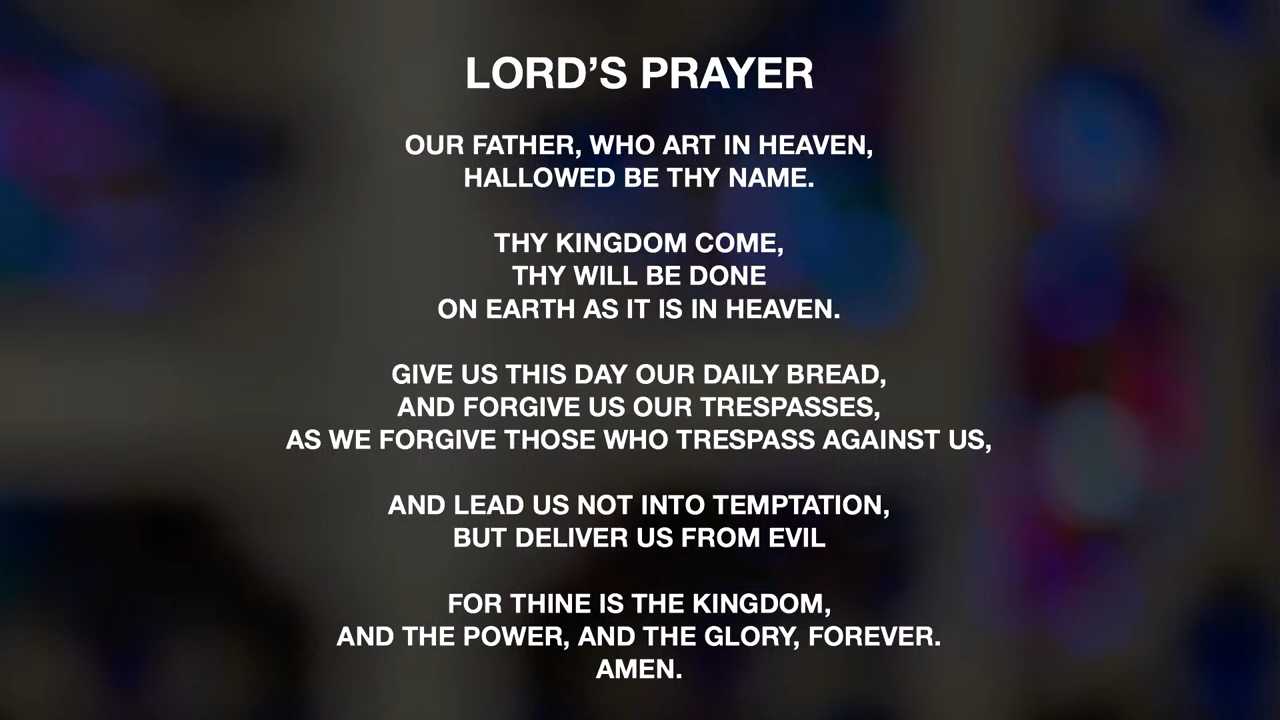 LORD’S PRAYER
OUR FATHER, WHO ART IN HEAVEN,
HALLOWED BE THY NAME.
THY KINGDOM COME,
THY WILL BE DONE
ON EARTH AS IT IS IN HEAVEN.
GIVE US THIS DAY OUR DAILY BREAD,
AND FORGIVE US OUR TRESPASSES,
AS WE FORGIVE THOSE WHO TRESPASS AGAINST US,
AND LEAD US NOT INTO TEMPTATION,
BUT DELIVER US FROM EVIL
FOR THINE IS THE KINGDOM,
AND THE POWER, AND THE GLORY, FOREVER.
AMEN.